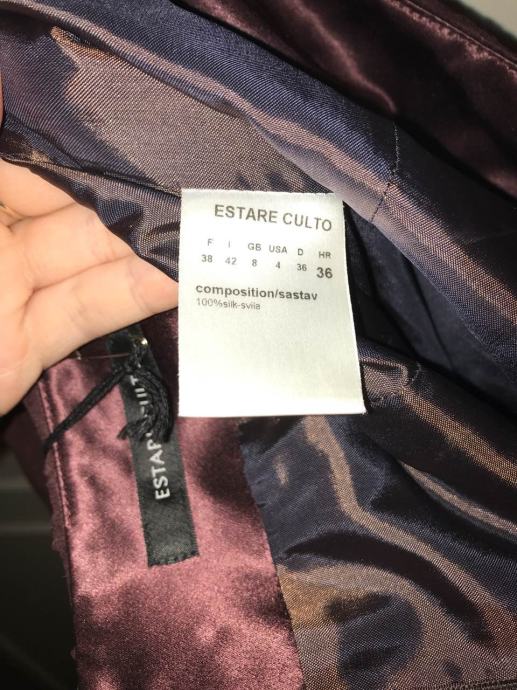 ESTARE CULTO
F I GB USA D HR
38 42 8 4 36 36
composition/sastav
100%silk-svila